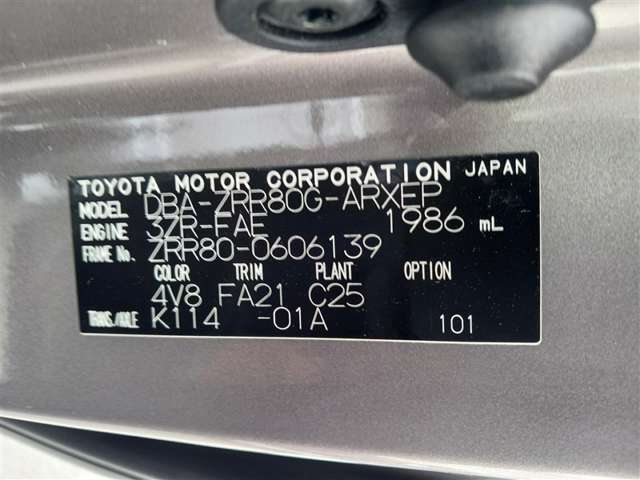 TOYOTA MOTOR CORPORATION JAPAN
MODEL DBA-ZRR80G-ARXEP
ENGINE 3ZR-FAE 1986 mL
FRAME No. ZRR80-0606139
COLOR TRIM PLANT OPTION
4V8 FA21 C25
TRANS./AXLE K114 -01A 101